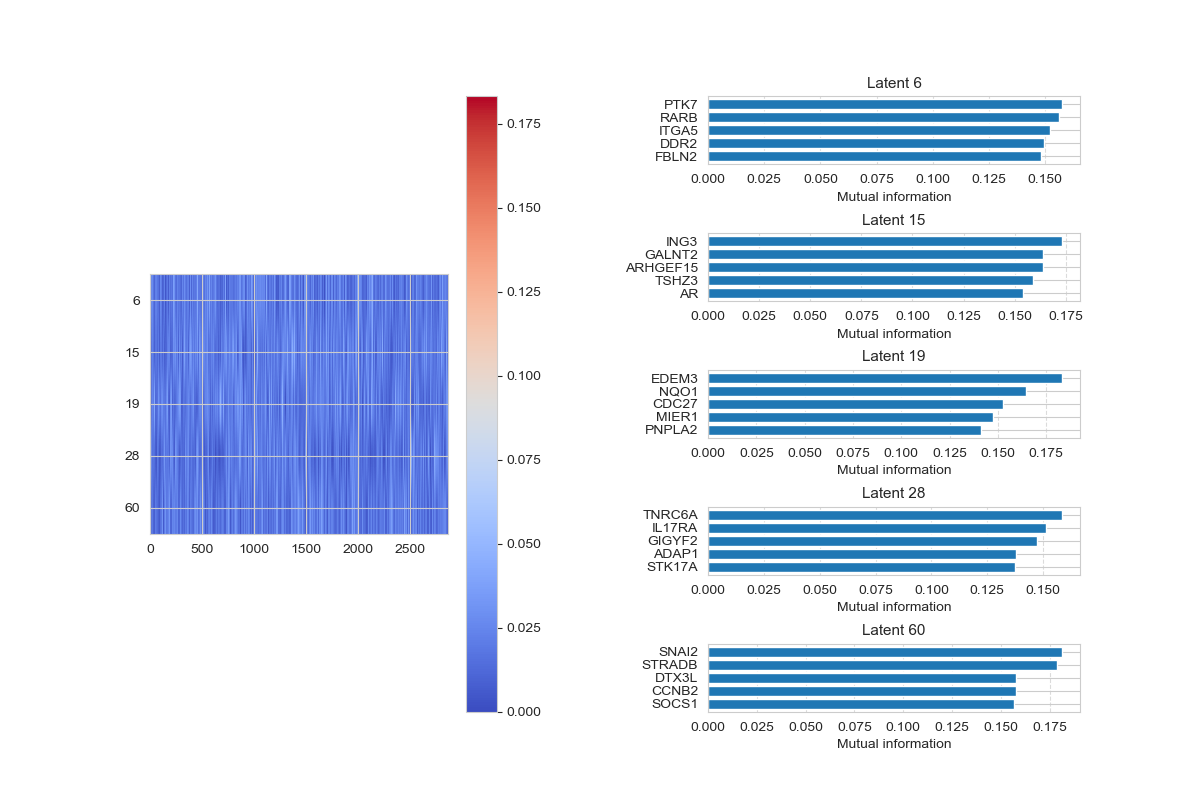 6
15
19
28
60
0 500 1000 1500 2000 2500
0.175
0.150
0.125
0.100
0.075
0.050
0.025
0.000
Latent 6
PTK7
RARB
ITGA5
DDR2
FBLN2
0.000 0.025 0.050 0.075 0.100 0.125 0.150
Mutual information
Latent 15
ING3
GALNT2
ARHGEF15
TSHZ3
AR
0.000 0.025 0.050 0.075 0.100 0.125 0.150 0.175
Mutual information
Latent 19
EDEM3
NQO1
CDC27
MIER1
PNPLA2
0.000 0.025 0.050 0.075 0.100 0.125 0.150 0.175
Mutual information
Latent 28
TNRC6A
IL17RA
GIGYF2
ADAP1
STK17A
0.000 0.025 0.050 0.075 0.100 0.125 0.150
Mutual information
Latent 60
SNAI2
STRADB
DTX3L
CCNB2
SOCS1
0.000 0.025 0.050 0.075 0.100 0.125 0.150 0.175
Mutual information